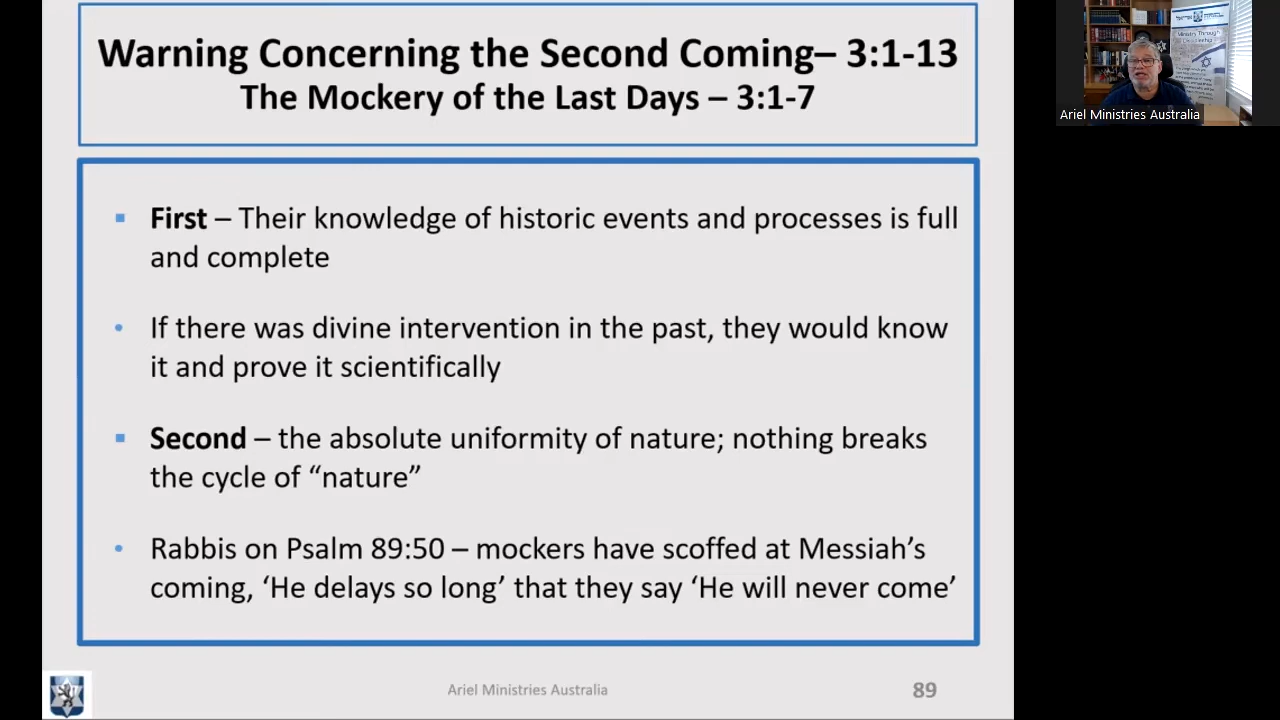 Warning Concerning the Second Coming– 3:1-13
The Mockery of the Last Days – 3:1-7
▪ First – Their knowledge of historic events and processes is full
and complete
• If there was divine intervention in the past, they would know
it and prove it scientifically
▪ Second – the absolute uniformity of nature; nothing breaks
the cycle of “nature”
• Rabbis on Psalm 89:50 – mockers have scoffed at Messiah’s
coming, ‘He delays so long’ that they say ‘He will never come’
Ariel Ministries Australia
89
Ministry Through
Ariel Ministries Australia